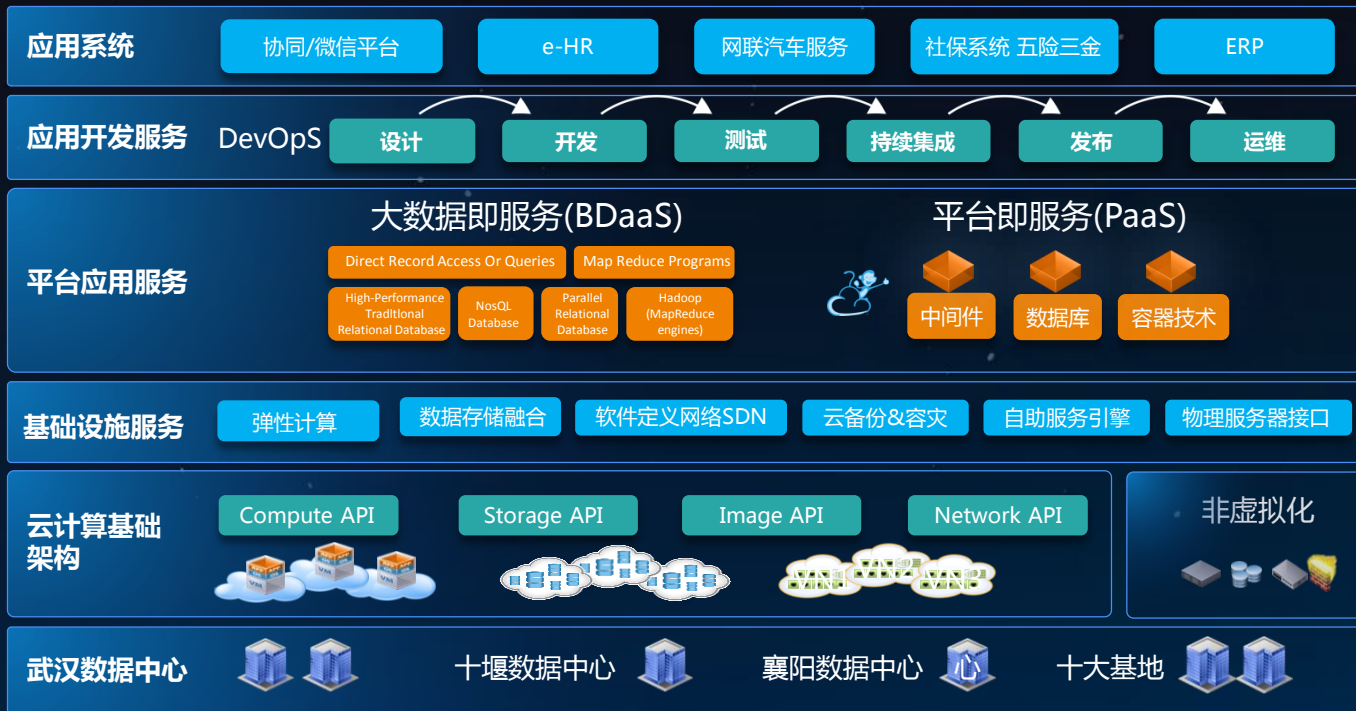 应用系统
协同/微信平台
e-HR
网联汽车服务
社保系统 五险三金
ERP
应用开发服务
DevOpS
设计
开发
测试
持续集成
发布
运维
平台应用服务
大数据即服务(BDaaS)
Direct Record Access Or Queries
Map Reduce Programs
High-Performance
TradItIonal
Relational Database
NosQL
Database
Parallel
Relational
Database
Hadoop
(MapReduce
engines)
平台即服务(PaaS)
中间件
数据库
容器技术
基础设施服务
弹性计算
数据存储融合
软件定义网络SDN
云备份&容灾
自助服务引擎
物理服务器接口
云计算基础
架构
Compute API
Storage API
Image API
Network API
VM
VM
VM
非虚拟化
武汉数据中心
十堰数据中心
襄阳数据中心
心
十大基地